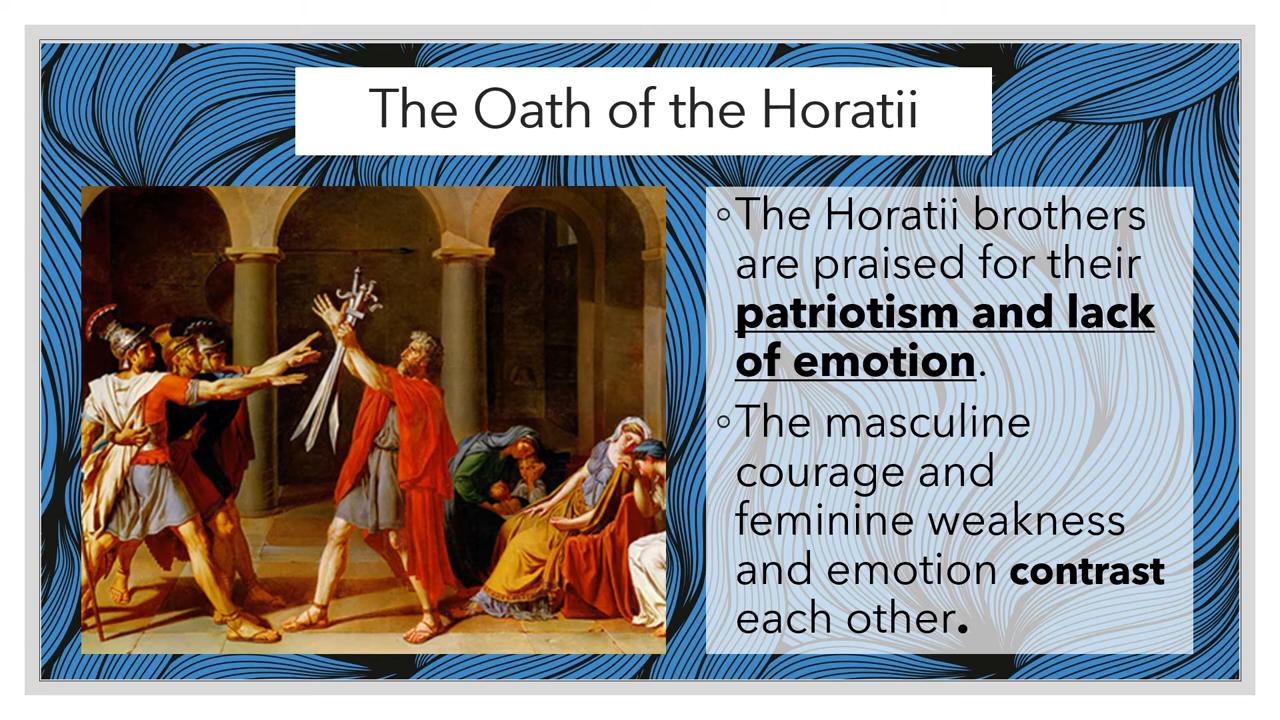 The Oath of the Horatii
◦The Horatii brothers
are praised for their
patriotism and lack
of emotion.
◦The masculine
courage and
feminine weakness
and emotion contrast
each other.